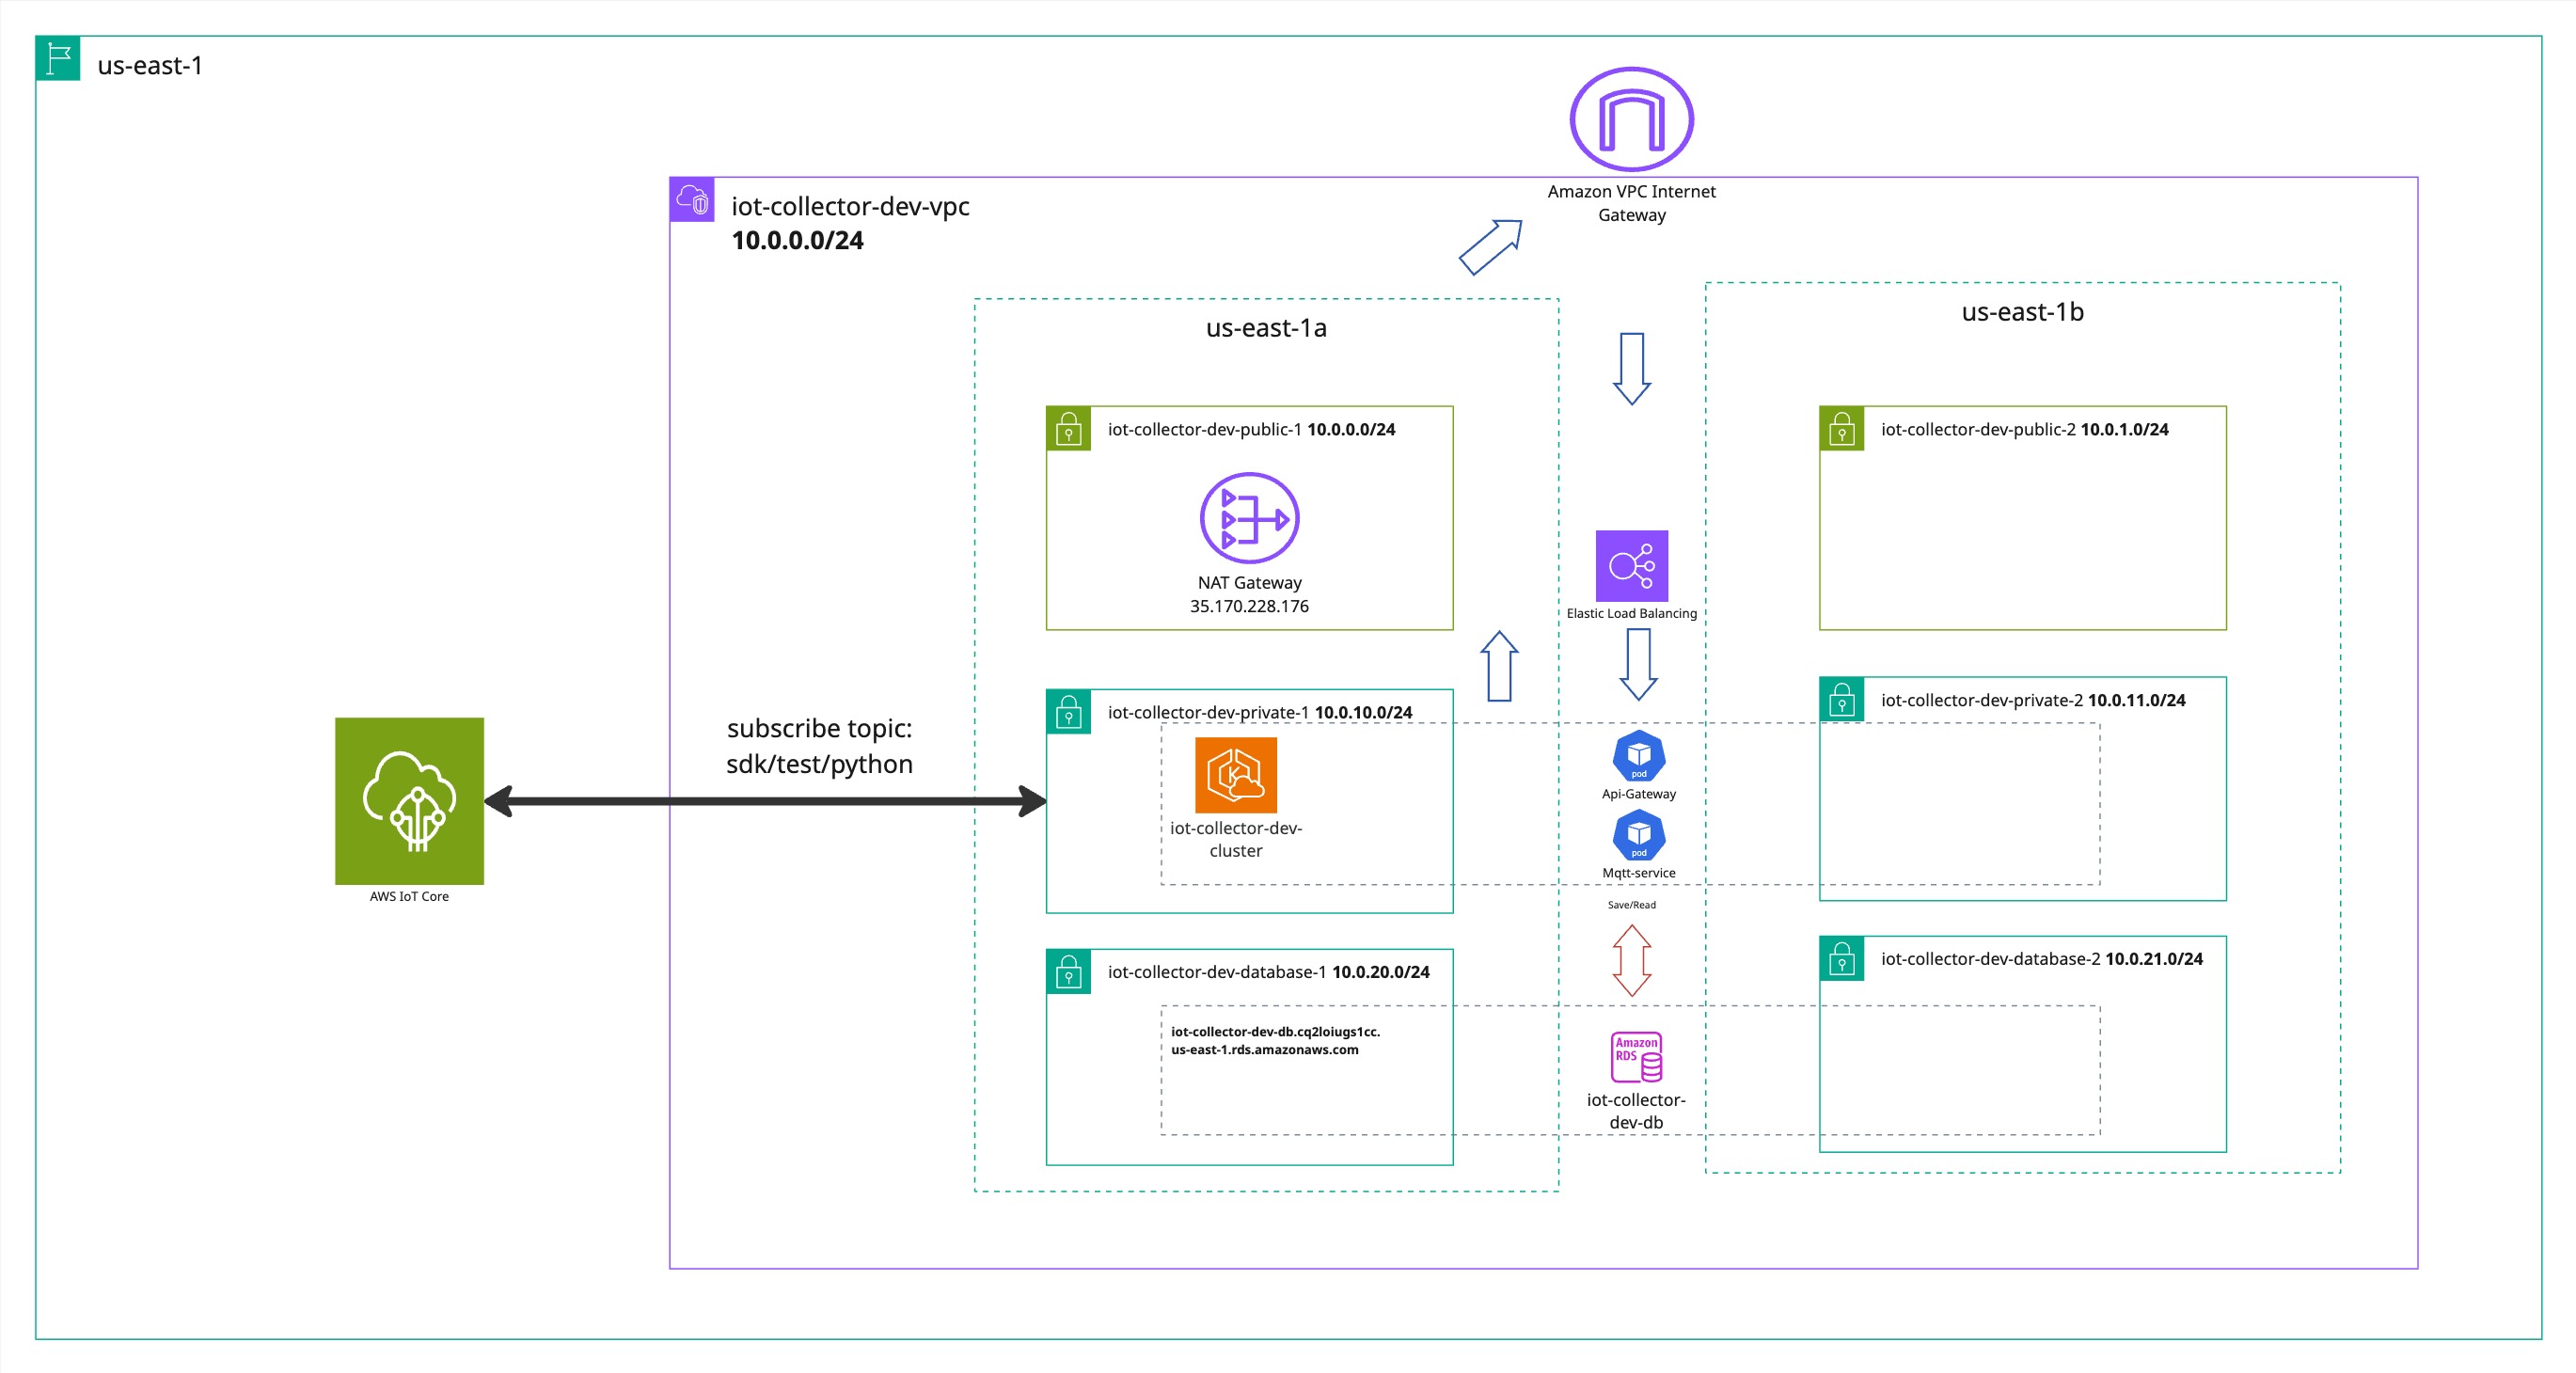 us-east-1
Amazon VPC Internet
Gateway
iot-collector-dev-vpc
10.0.0.0/24
us-east-1a
us-east-1b
iot-collector-dev-public-1 10.0.0.0/24
iot-collector-dev-public-2 10.0.1.0/24
NAT Gateway
35.170.228.176
Elastic Load Balancing
iot-collector-dev-private-1 10.0.10.0/24
iot-collector-dev-private-2 10.0.11.0/24
subscribe topic:
sdk/test/python
K
iot-collector-dev-
cluster
pod
Api-Gateway
pod
Mqtt-service
AWS IoT Core
Save/Read
iot-collector-dev-database-1 10.0.20.0/24
iot-collector-dev-database-2 10.0.21.0/24
iot-collector-dev-db.cq2loiugs1cc.
us-east-1.rds.amazonaws.com
Amazon
RDS
iot-collector-
dev-db